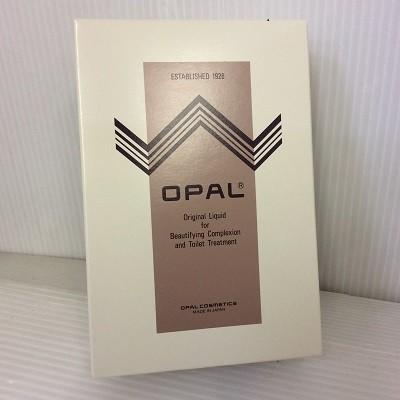 ESTABLISHED 1928
OPAL®
Original Liquid
for
Beautifying Complexion
and Toilet Treatment
OPAL COSMETICS
MADE IN JAPAN